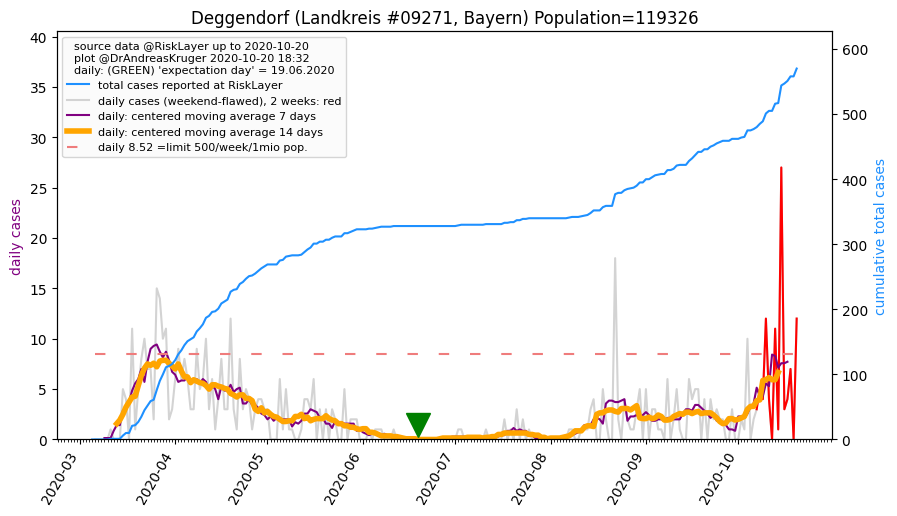 Deggendorf (Landkreis #09271, Bayern) Population=119326
source data @RiskLayer up to 2020-10-20
plot @DrAndreasKruger 2020-10-20 18:32
daily: (GREEN) 'expectation day' = 19.06.2020
total cases reported at RiskLayer
daily cases (weekend-flawed), 2 weeks: red
daily: centered moving average 7 days
daily: centered moving average 14 days
daily 8.52 =limit 500/week/1mio pop.
daily cases
40
35
30
25
20
15
10
5
0
cumulative total cases
600
500
400
300
200
100
0
2020-03
2020-04
2020-05
2020-06
2020-07
2020-08
2020-09
2020-10